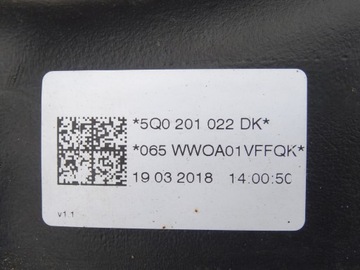 *5Q0 201 022 DK*
*065 WWOA01VFFQK*
19 03 2018 14:00:50
v1 1